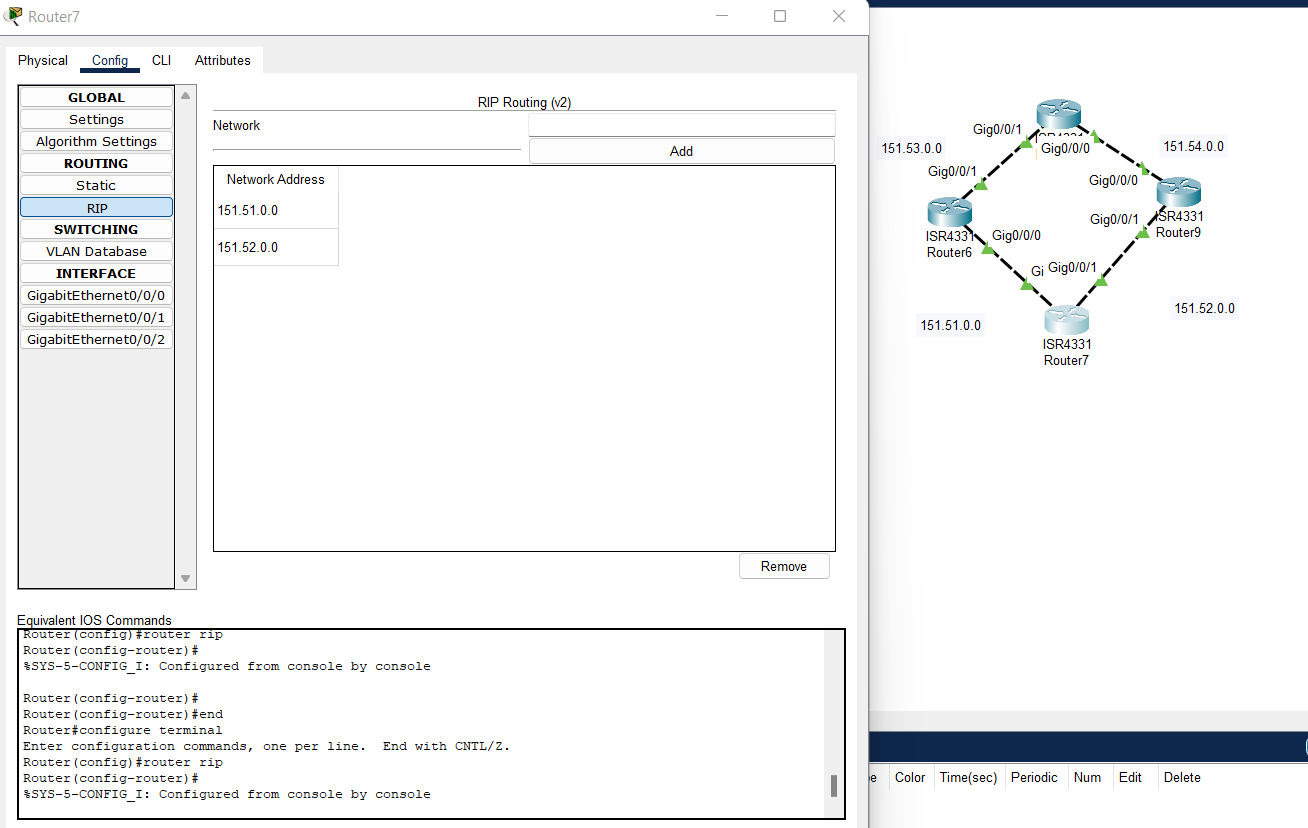 Router7
Physical Config CLI Attributes
GLOBAL
Settings
Algorithm Settings
ROUTING
Static
RIP
SWITCHING
VLAN Database
INTERFACE
GigabitEthernet0/0/0
GigabitEthernet0/0/1
GigabitEthernet0/0/2
RIP Routing (v2)
Network
Add
Network Address
151.51.0.0
151.52.0.0
Remove
Equivalent IOS Commands
Router(config)#router rip
Router(config-router)#
%SYS-5-CONFIG_I: Configured from console by console
Router(config-router)#
Router(config-router)#end
Router#configure terminal
Enter configuration commands, one per line. End with CNTL/Z.
Router(config)#router rip
Router(config-router)#
%SYS-5-CONFIG_I: Configured from console by console
Gig0/0/1
Gig0/0/0
151.53.0.0
151.54.0.0
Gig0/0/1
Gig0/0/0
ISR4331
Router6
Gig0/0/0
Gig0/0/1
ISR4331
Router9
Gi Gig0/0/1
151.51.0.0
151.52.0.0
ISR4331
Router7
Color Time(sec) Periodic Num Edit Delete